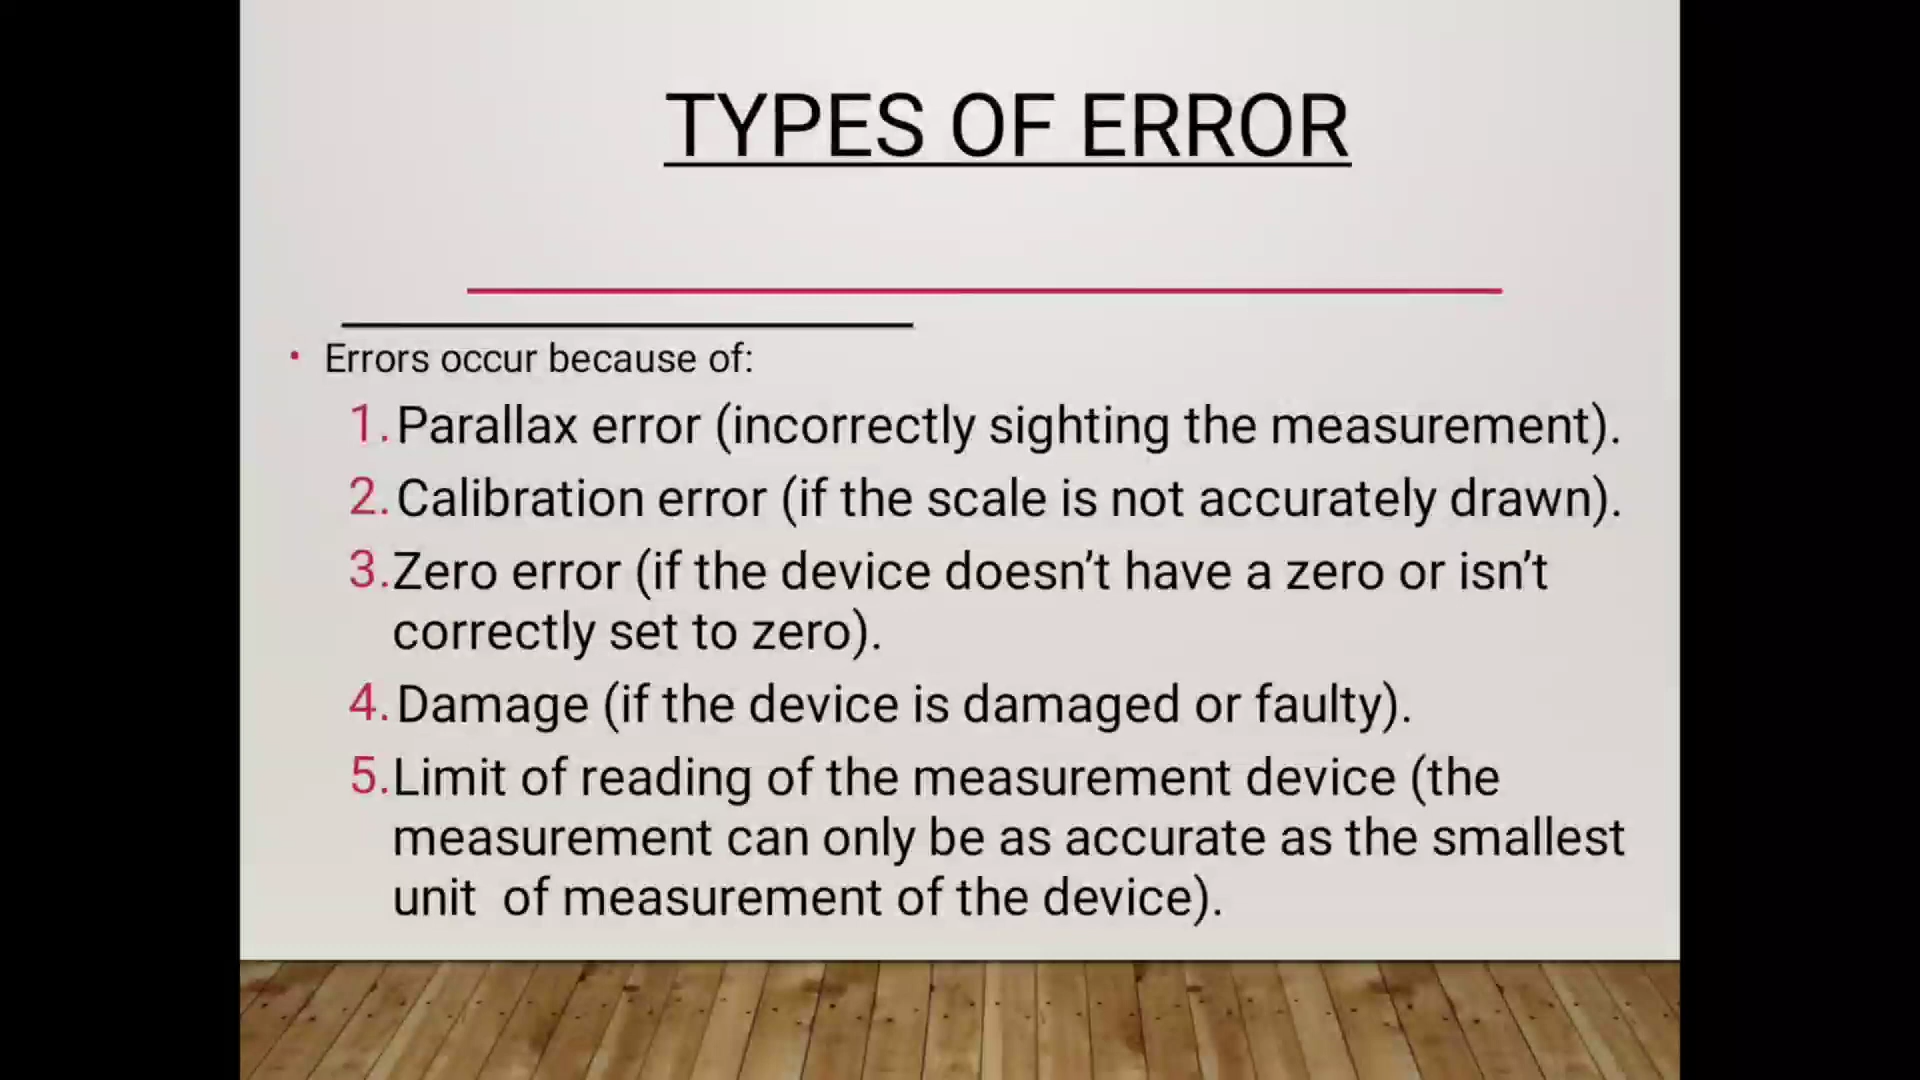 TYPES OF ERROR
• Errors occur because of:
1. Parallax error (incorrectly sighting the measurement).
2. Calibration error (if the scale is not accurately drawn).
3. Zero error (if the device doesn’t have a zero or isn’t
correctly set to zero).
4. Damage (if the device is damaged or faulty).
5. Limit of reading of the measurement device (the
measurement can only be as accurate as the smallest
unit  of measurement of the device).